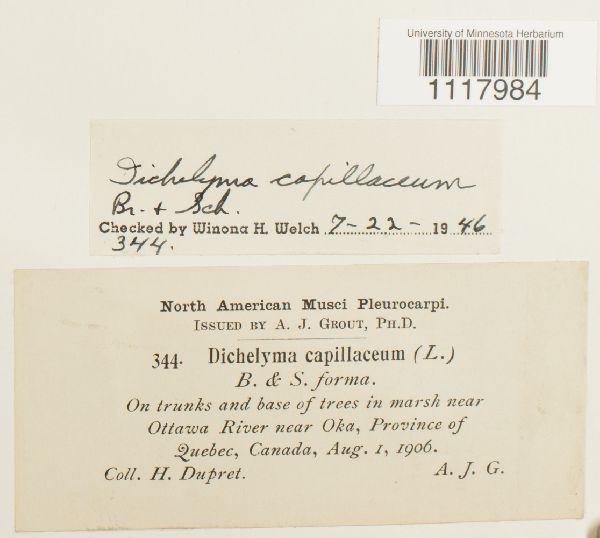 University of Minnesota Herbarium
1117984
Dichelyma capillaceum
Br. + Sch.
Checked by Winona H. Welch 7-22- 1946
344.
North American Musci Pleurocarpi.
Issued by A. J. Grout, Ph.D.
344. Dichelyma capillaceum (L.)
B. & S. forma.
On trunks and base of trees in marsh near
Ottawa River near Oka, Province of
Quebec, Canada, Aug. 1, 1906.
Coll. H. Dupret. A. J. G.